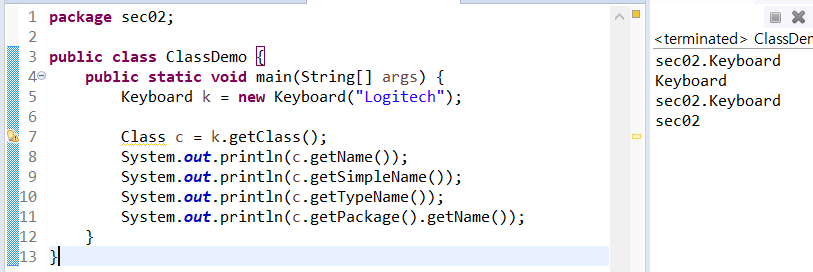 1 package sec02;
2
3 public class ClassDemo {
4 public static void main(String[] args) {
5 Keyboard k = new Keyboard("Logitech");
6
7 Class c = k.getClass();
8 System.out.println(c.getName());
9 System.out.println(c.getSimpleName());
10 System.out.println(c.getTypeName());
11 System.out.println(c.getPackage().getName());
12 }
13 }
<terminated> ClassDem
sec02.Keyboard
Keyboard
sec02.Keyboard
sec02